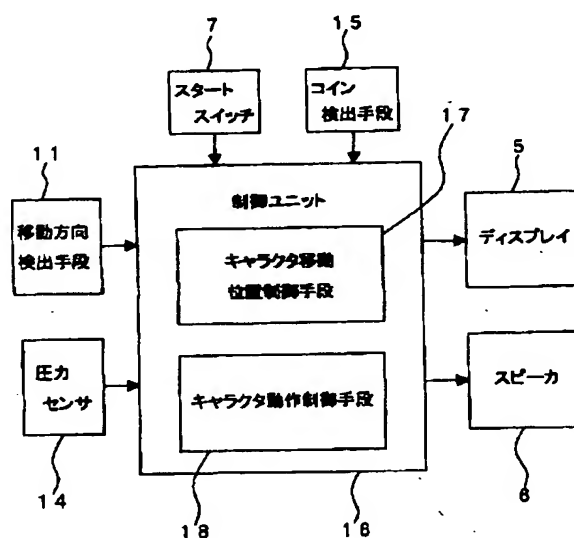 7
15
スタート
スイッチ
コイン
検出手段
17
11
5
制御ユニット
移動方向
検出手段
ディスプレイ
キャラクタ移動
位置制御手段
圧力
センサ
キャラクタ動作制御手段
スピーカ
14
18
16
6